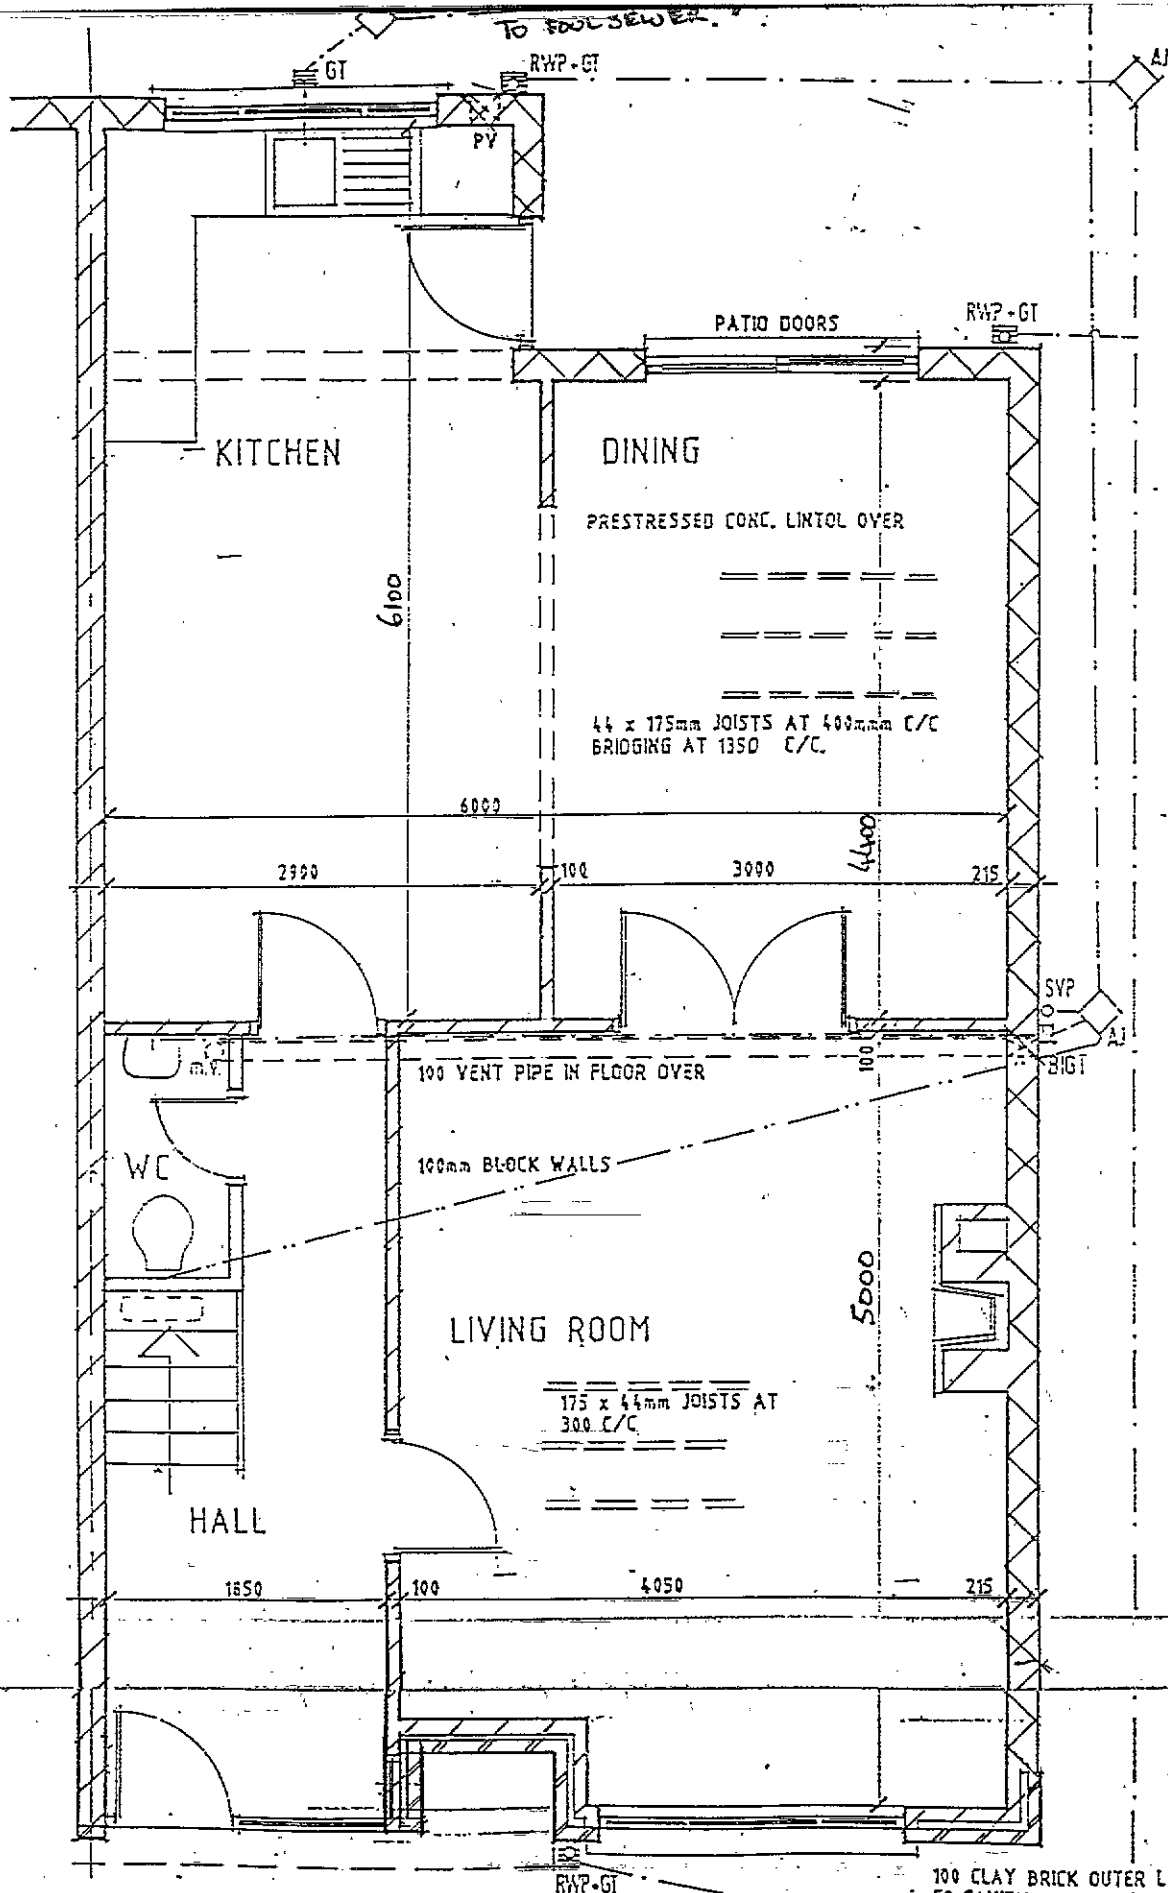 TO FOUL SEWER.
GT
RWP+GT
AJ
PV
PATIO DOORS
RWP+GT
KITCHEN
DINING
PRESTRESSED CONC. LINTOL OVER
6100
44 x 175mm JOISTS AT 400mm C/C
BRIDGING AT 1350 C/C.
6000
4400
2900
100
3000
215
SVP
AJ
m.v.
100
BIGT
100 VENT PIPE IN FLOOR OVER
WC
100mm BLOCK WALLS
5000
LIVING ROOM
175 x 44mm JOISTS AT
300 C/C
HALL
1850
100
4050
215
RWP+GT
100 CLAY BRICK OUTER L